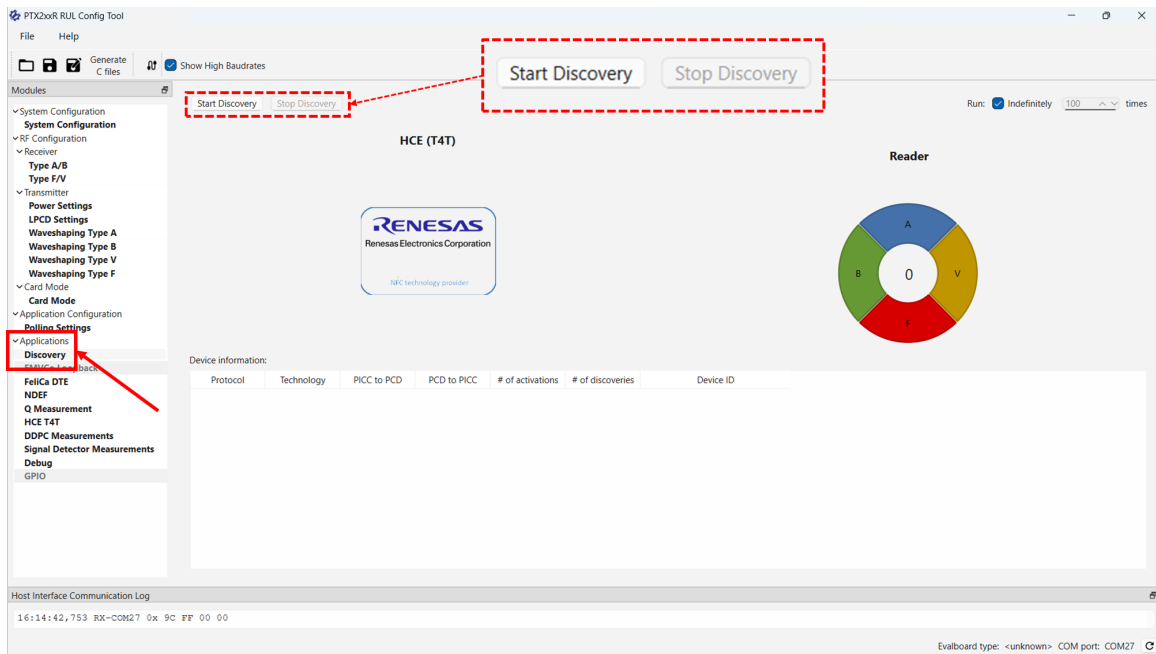 PTX2xxR RUL Config Tool
File Help
Generate
C files
Show High Baudrates
Start Discovery Stop Discovery
Modules
Start Discovery Stop Discovery
Run: Indefinitely 100 times
System Configuration
System Configuration
RF Configuration
Receiver
Type A/B
Type F/V
Transmitter
Power Settings
LPCD Settings
Waveshaping Type A
Waveshaping Type B
Waveshaping Type V
Waveshaping Type F
Card Mode
Card Mode
Application Configuration
Polling Settings
Applications
Discovery
EMVCo Loopback
FeliCa DTE
NDEF
Q Measurement
HCE T4T
DDPC Measurements
Signal Detector Measurements
Debug
GPIO
HCE (T4T)
RENESAS
Renesas Electronics Corporation
NFC technology provider
Reader
A
B 0 V
F
Device information:
Protocol Technology PICC to PCD PCD to PICC # of activations # of discoveries Device ID
Host Interface Communication Log
16:14:42,753 RX-COM27 0x 9C FF 00 00
Evalboard type: <unknown> COM port: COM27